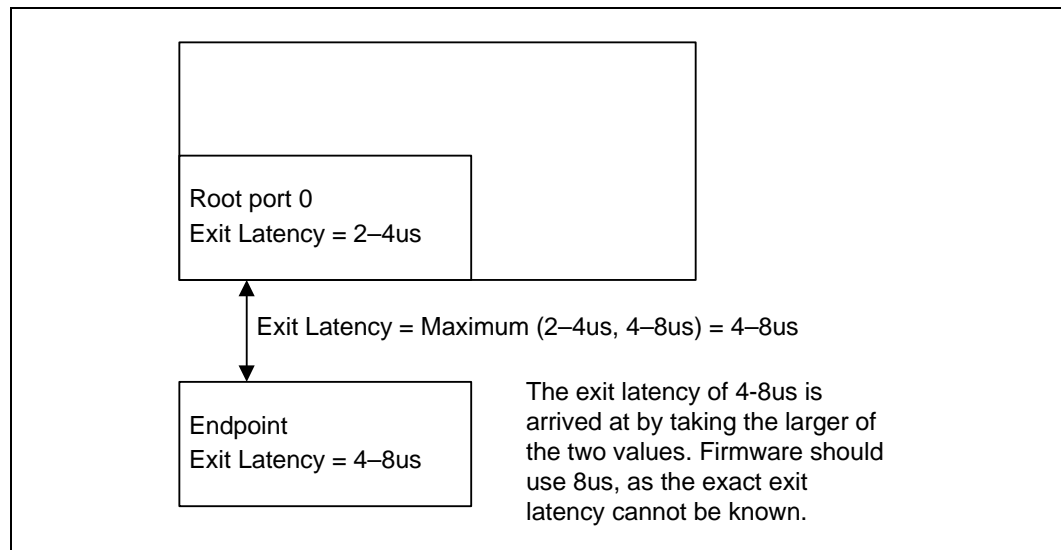 Root port 0
Exit Latency = 2–4us
Exit Latency = Maximum (2–4us, 4–8us) = 4–8us
Endpoint
Exit Latency = 4–8us
The exit latency of 4-8us is
arrived at by taking the larger of
the two values. Firmware should
use 8us, as the exact exit
latency cannot be known.